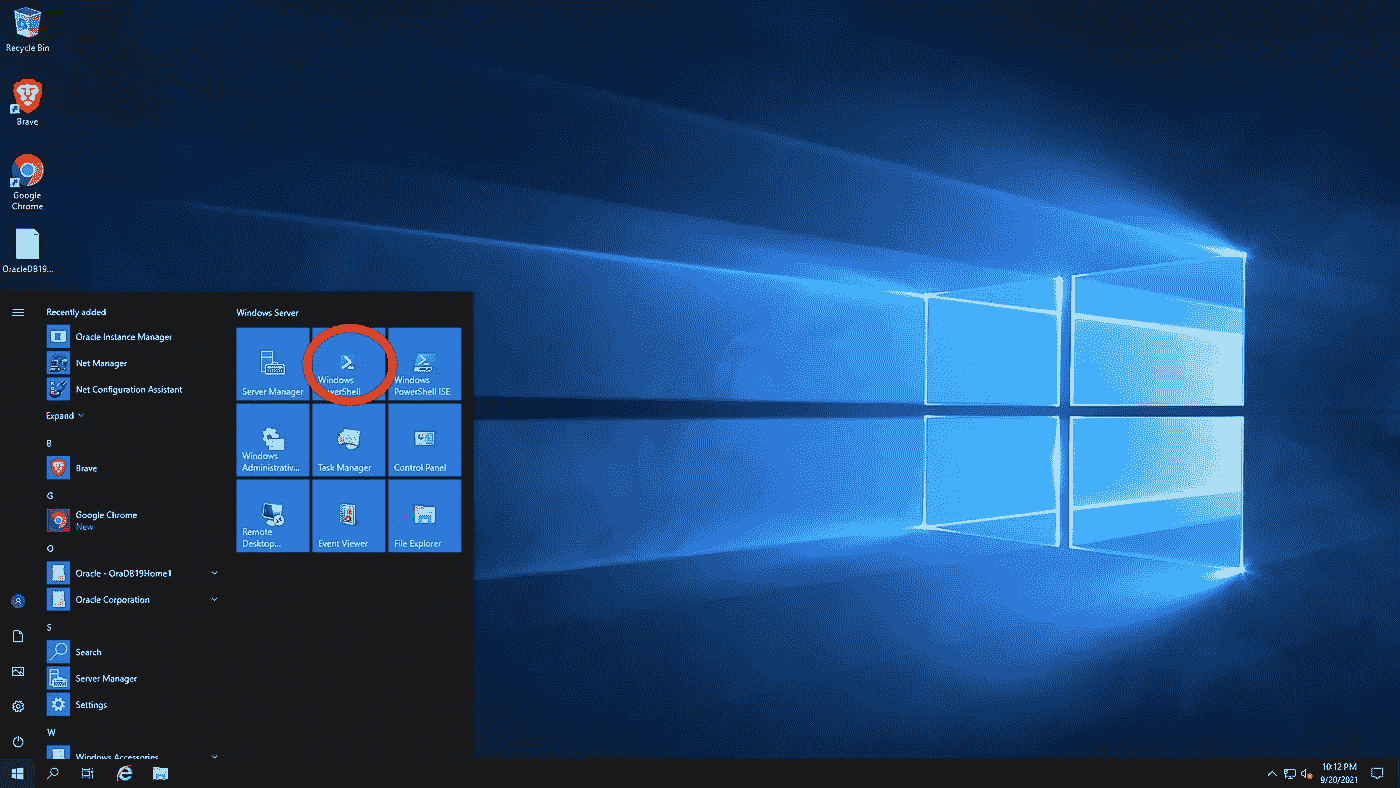 Recycle Bin
Brave
Google
Chrome
OracleDB19...
Recently added
Oracle Instance Manager
Net Manager
Net Configuration Assistant
Expand
B
Brave
G
Google Chrome
New
O
Oracle - OraDB19Home1
Oracle Corporation
S
Search
Server Manager
Settings
W
Windows Accessories
Windows Server
Server Manager
Windows
PowerShell
Windows
PowerShell ISE
Windows
Administrativ...
Task Manager
Control Panel
Remote
Desktop...
Event Viewer
File Explorer
10:12 PM
9/20/2021